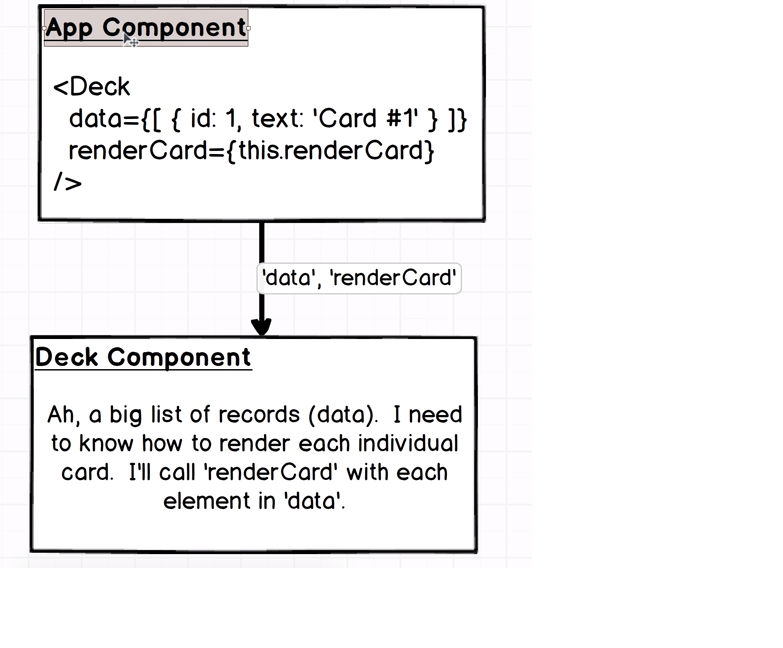 App Component
<Deck
data={[ { id: 1, text: 'Card #1' } ]}
renderCard={this.renderCard}
/>
'data', 'renderCard'
Deck Component
Ah, a big list of records (data). I need
to know how to render each individual
card. I'll call 'renderCard' with each
element in 'data'.